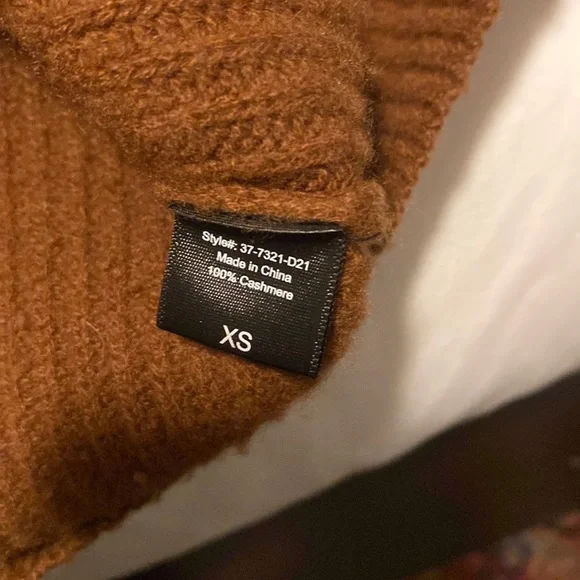 Style#: 37-7321-D21
Made in China
100% Cashmere
XS